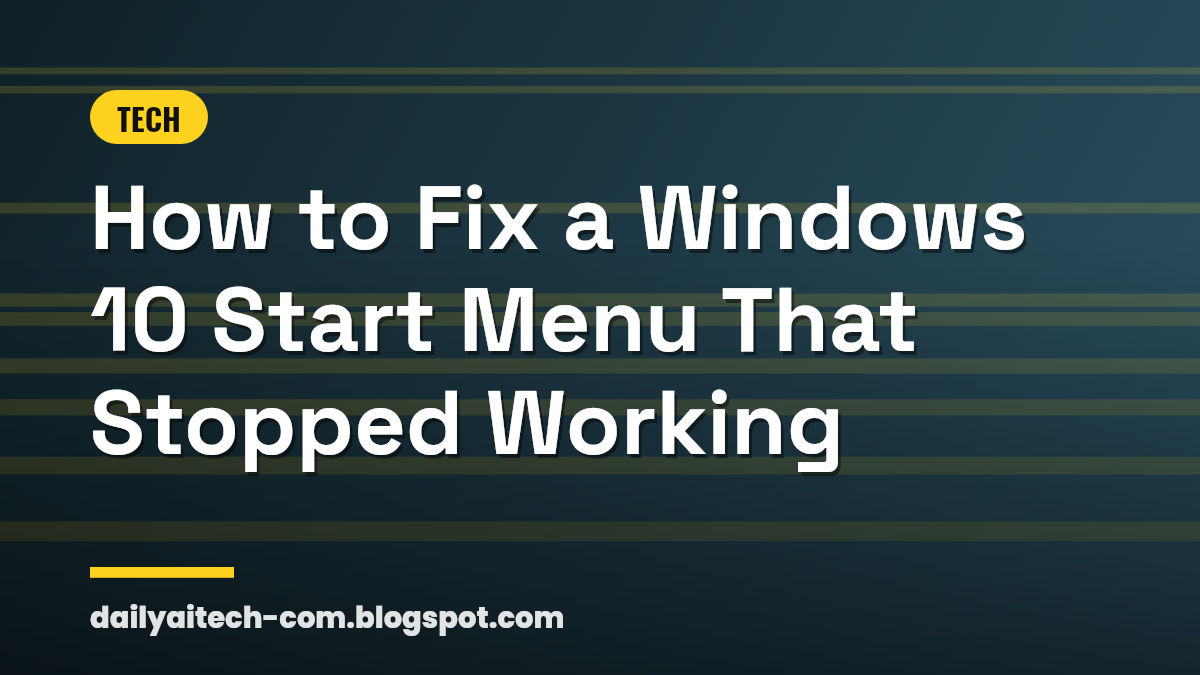 TECH
How to Fix a Windows
10 Start Menu That
Stopped Working
dailyaitech-com.blogspot.com